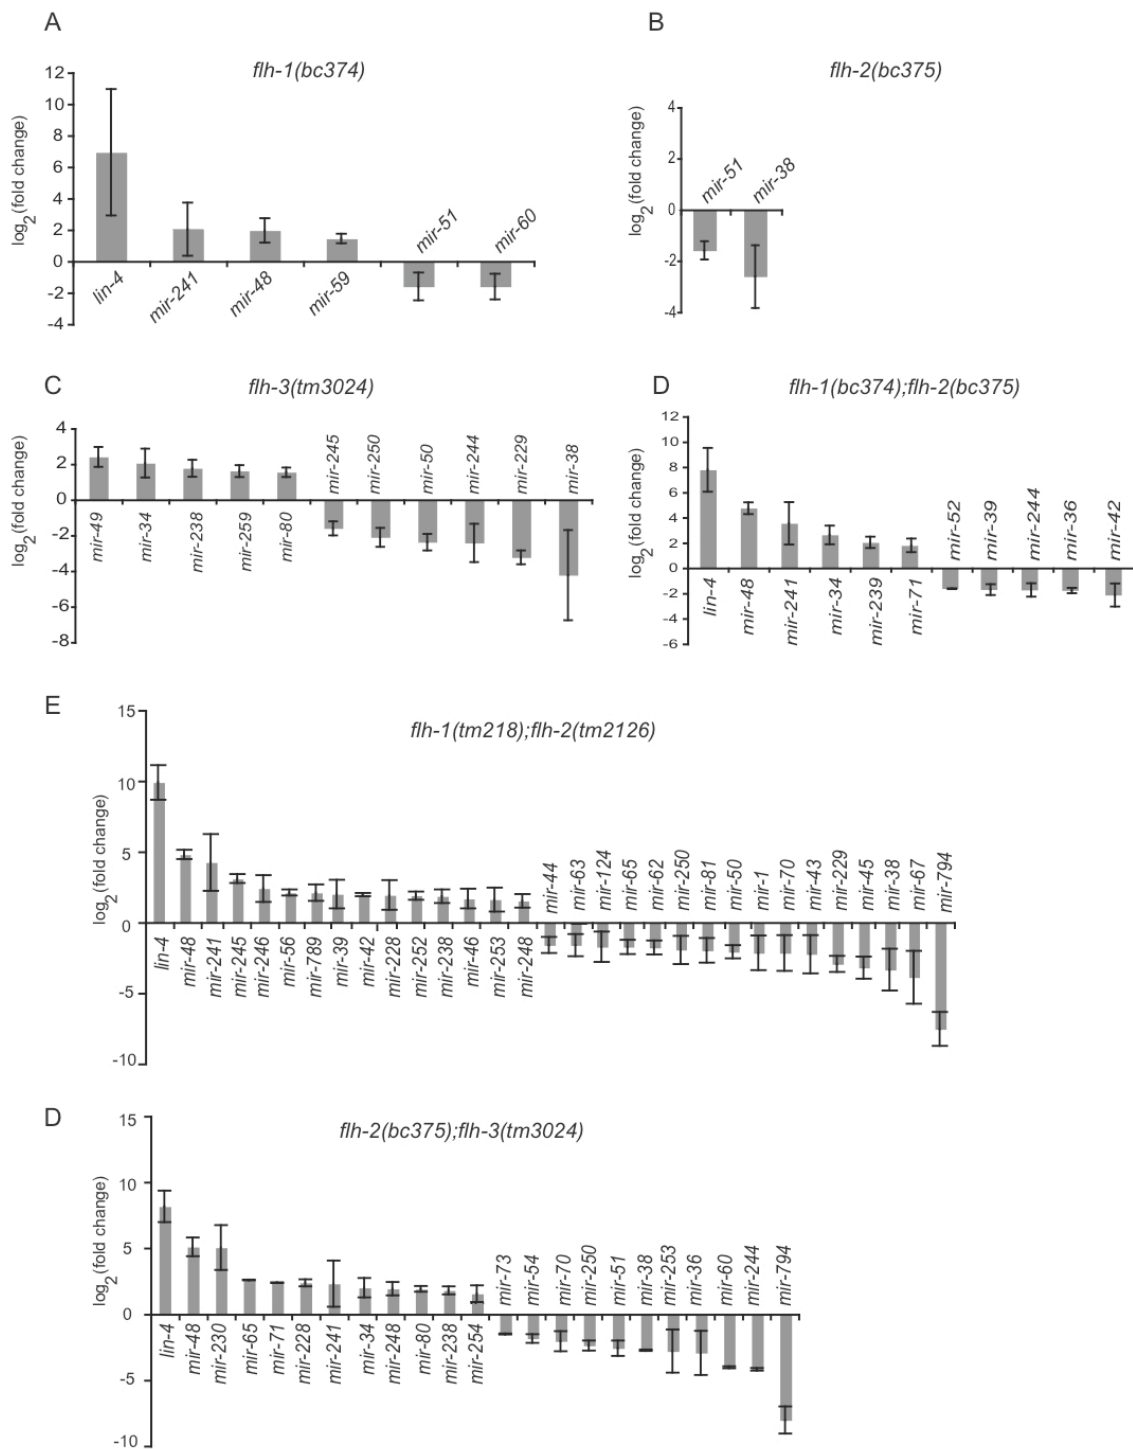 A
flh-1(bc374)
log2(fold change)
12
10
8
6
4
2
0
-2
-4
lin-4
mir-241
mir-48
mir-59
mir-51
mir-60
B
flh-2(bc375)
log2(fold change)
4
2
0
-2
-4
mir-51
mir-38
C
flh-3(tm3024)
log2(fold change)
4
2
0
-2
-4
-6
-8
mir-49
mir-34
mir-238
mir-259
mir-80
mir-245
mir-250
mir-50
mir-244
mir-229
mir-38
D
flh-1(bc374);flh-2(bc375)
log2(fold change)
12
10
8
6
4
2
0
-2
-4
-6
lin-4
mir-48
mir-241
mir-34
mir-239
mir-71
mir-52
mir-39
mir-244
mir-36
mir-42
E
flh-1(tm218);flh-2(tm2126)
log2(fold change)
15
10
5
0
-5
-10
lin-4
mir-48
mir-241
mir-245
mir-246
mir-56
mir-789
mir-39
mir-42
mir-228
mir-252
mir-238
mir-46
mir-253
mir-248
mir-44
mir-63
mir-124
mir-65
mir-62
mir-250
mir-81
mir-50
mir-1
mir-70
mir-43
mir-229
mir-45
mir-38
mir-67
mir-794
D
flh-2(bc375);flh-3(tm3024)
log2(fold change)
15
10
5
0
-5
-10
lin-4
mir-48
mir-230
mir-65
mir-71
mir-228
mir-241
mir-34
mir-248
mir-80
mir-238
mir-254
mir-73
mir-54
mir-70
mir-250
mir-51
mir-38
mir-253
mir-36
mir-60
mir-244
mir-794